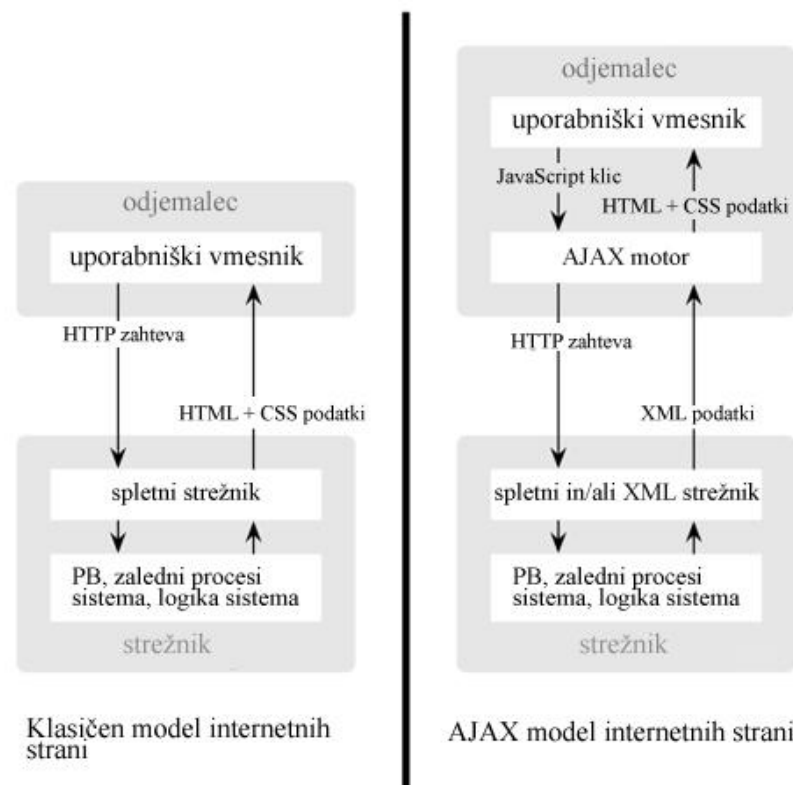 odjemalec
uporabniški vmesnik
HTTP zahteva
HTML + CSS podatki
spletni strežnik
PB, zaledni procesi
sistema, logika sistema
strežnik
Klasičen model internetnih
strani
odjemalec
uporabniški vmesnik
JavaScript klic
HTML + CSS podatki
AJAX motor
HTTP zahteva
XML podatki
spletni in/ali XML strežnik
PB, zaledni procesi
sistema, logika sistema
strežnik
AJAX model internetnih strani